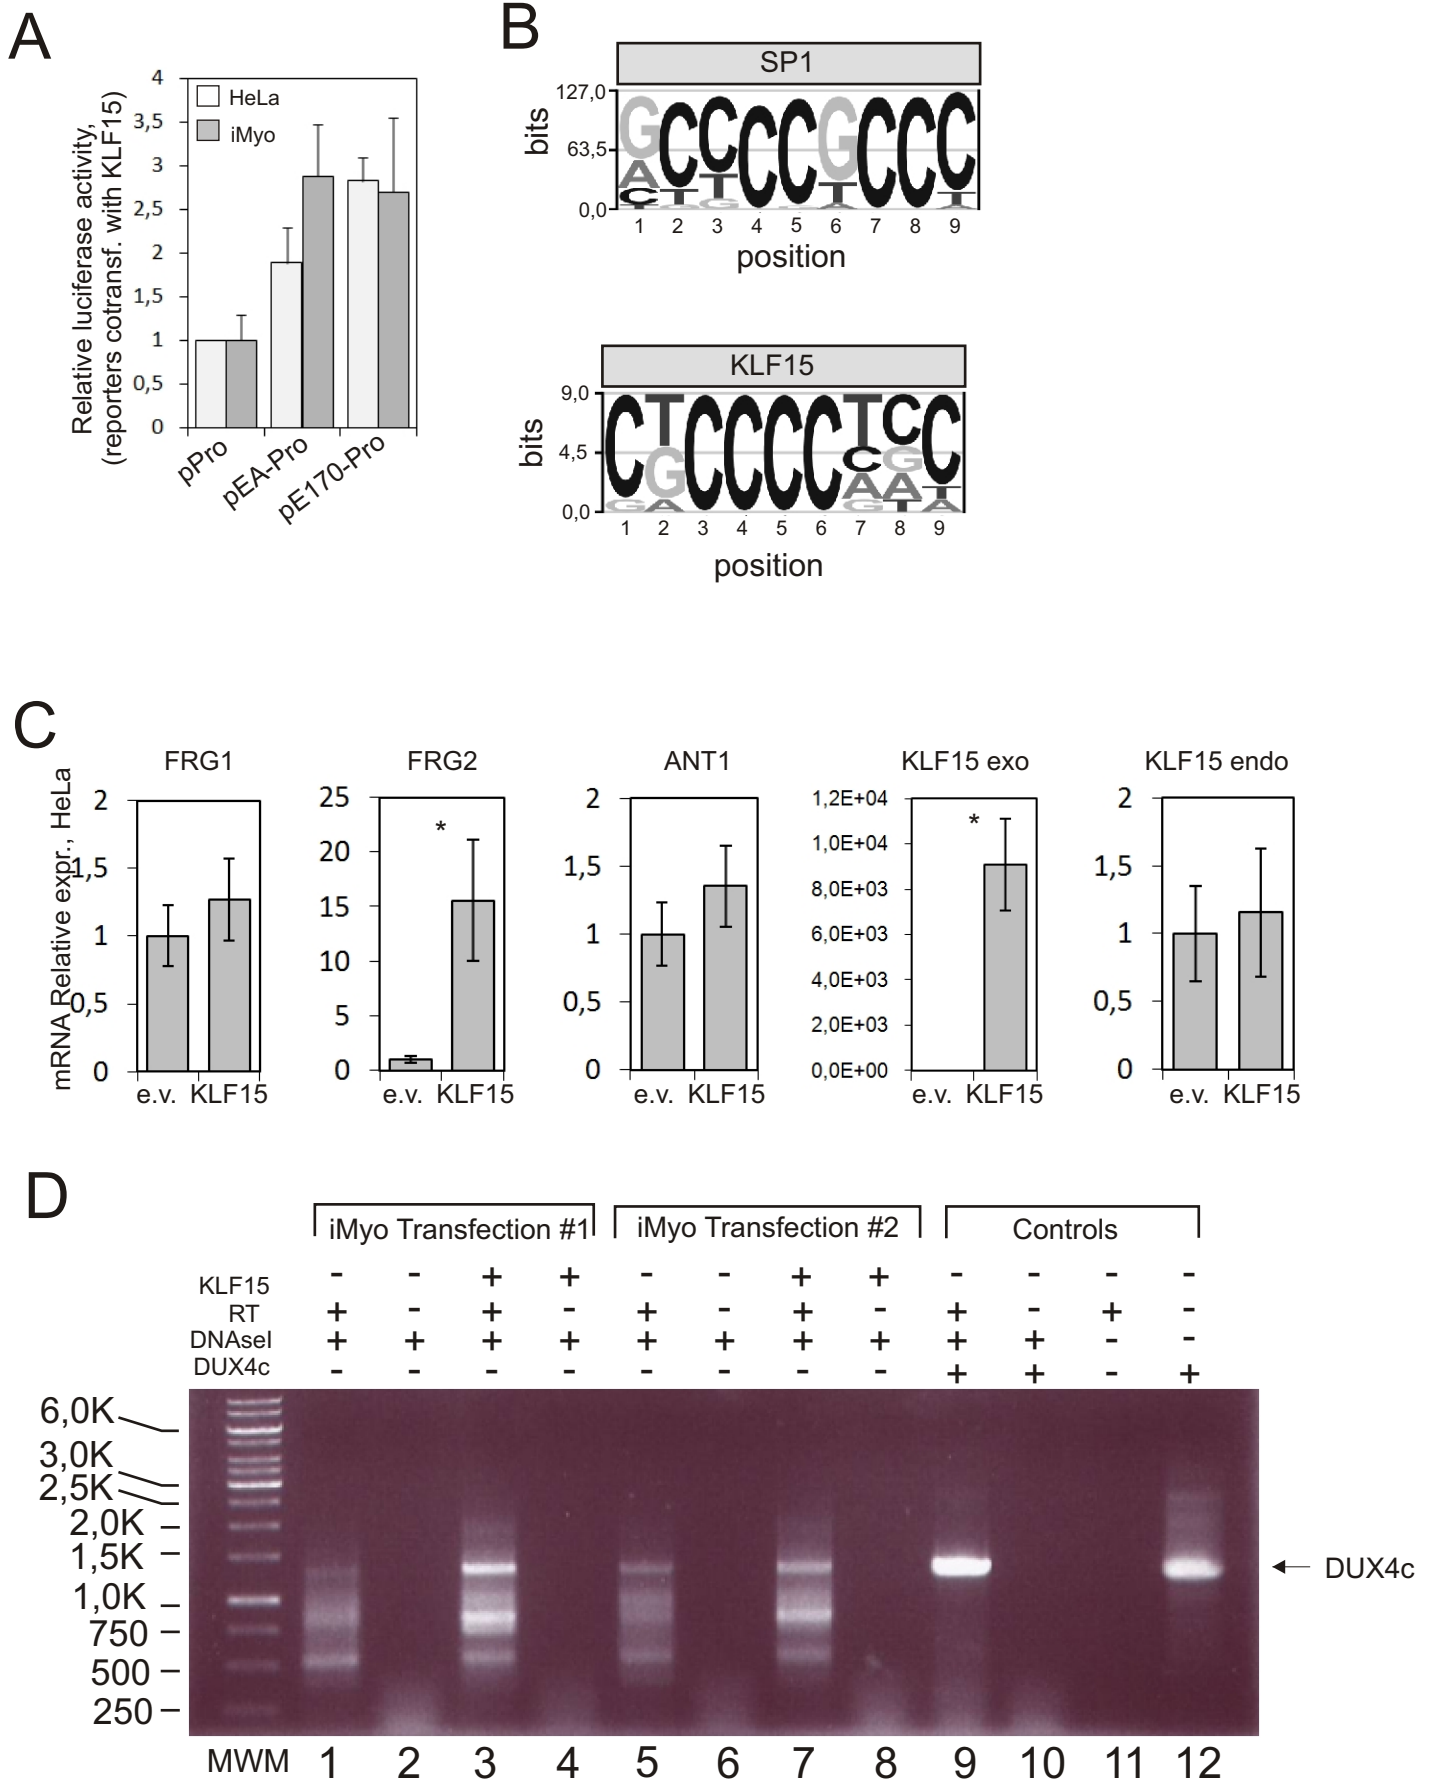 A
Relative luciferase activity,
(reporters cotransf. with KLF15)
4
3,5
3
2,5
2
1,5
1
0,5
0
HeLa
iMyo
pPro
pEA-Pro
pE170-Pro
B
SP1
bits
127,0
63,5
0,0
G C C C C G C C C
A T T T T
C G G A A
T
1 2 3 4 5 6 7 8 9
position
KLF15
bits
9,0
4,5
0,0
C T C C C C T C C
G G C G T
A A A A
G T
1 2 3 4 5 6 7 8 9
position
C
mRNA Relative expr., HeLa
FRG1
2
1,5
1
0,5
0
e.v. KLF15
FRG2
25
20
15
10
5
0
*
e.v. KLF15
ANT1
2
1,5
1
0,5
0
e.v. KLF15
KLF15 exo
1,2E+04
1,0E+04
8,0E+03
6,0E+03
4,0E+03
2,0E+03
0,0E+00
*
e.v. KLF15
KLF15 endo
2
1,5
1
0,5
0
e.v. KLF15
D
iMyo Transfection #1 iMyo Transfection #2 Controls
KLF15 - - + + - - + + - - - -
RT + - + - + - + - + - + -
DNAseI + + + + + + + + + + - -
DUX4c - - - - - - - - + + - +
6,0K
3,0K
2,5K
2,0K
1,5K
1,0K
750
500
250
DUX4c
MWM 1 2 3 4 5 6 7 8 9 10 11 12